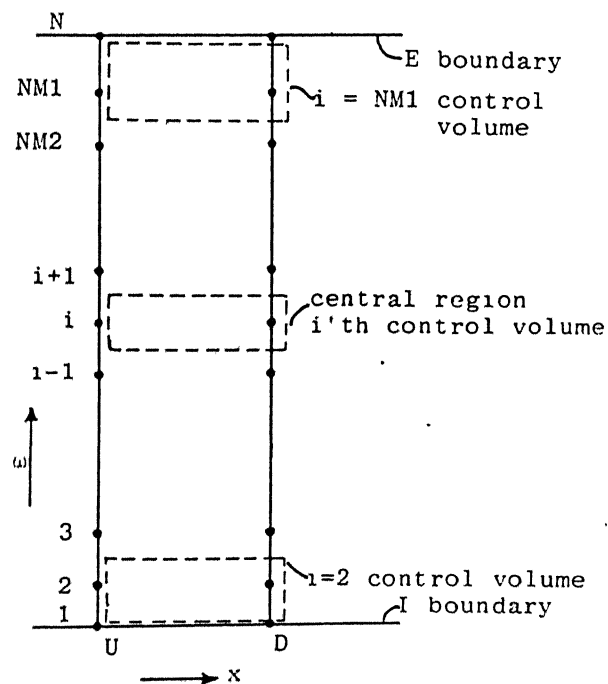 N
E boundary
NM1
i = NM1 control
volume
NM2
i+1
central region
i
i'th control volume
ı-1
ω
3
ı=2 control volume
2
1
I boundary
U
D
x